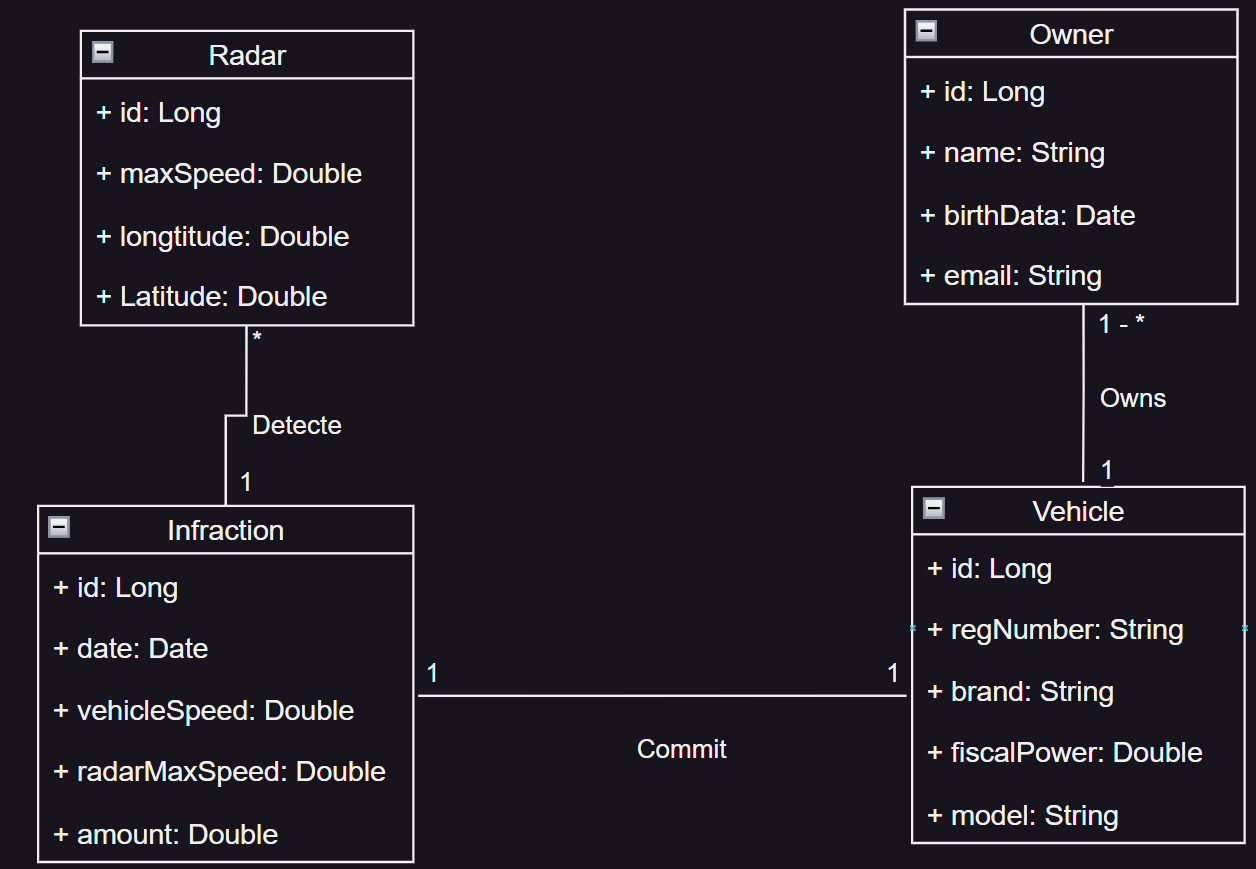 Radar
+ id: Long
+ maxSpeed: Double
+ longtitude: Double
+ Latitude: Double
*
Detecte
1
Owner
+ id: Long
+ name: String
+ birthData: Date
+ email: String
1 - *
Owns
1
Infraction
+ id: Long
+ date: Date
+ vehicleSpeed: Double
+ radarMaxSpeed: Double
+ amount: Double
1
1
Commit
Vehicle
+ id: Long
+ regNumber: String
+ brand: String
+ fiscalPower: Double
+ model: String